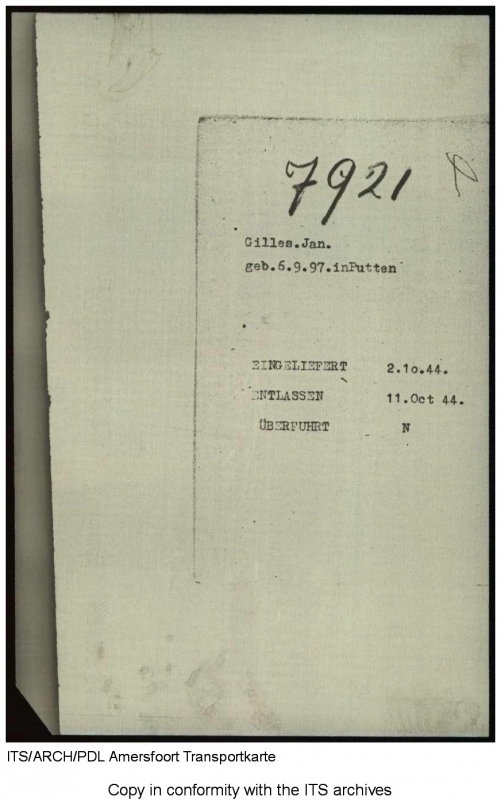 7921
Gilles.Jan.
geb.6.9.97.inPutten
EINGELIEFERT 2.1o.44.
ENTLASSEN 11.Oct 44.
ÜBERFUHRT N
ITS/ARCH/PDL Amersfoort Transportkarte
Copy in conformity with the ITS archives